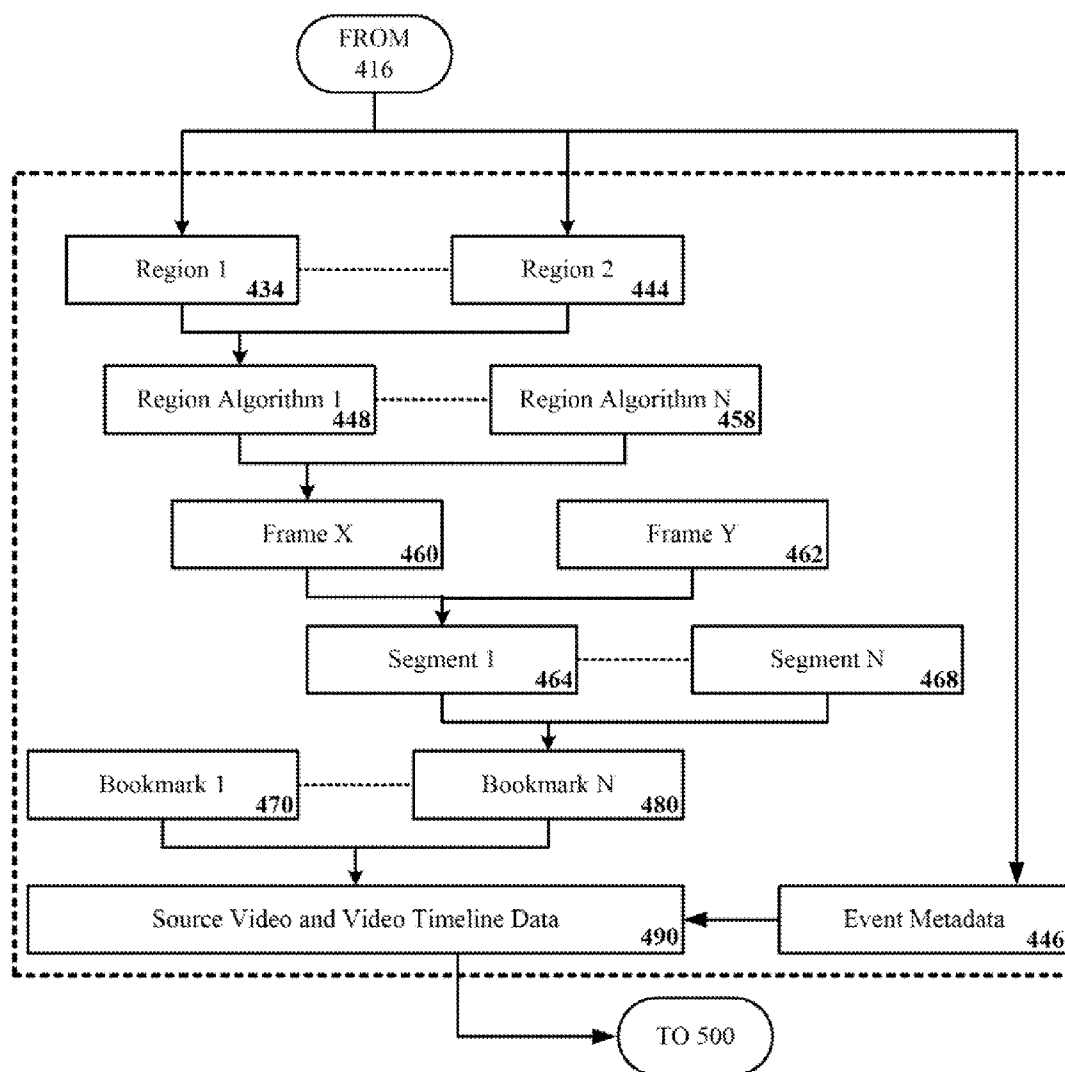 FROM
416
Region 1
434
Region 2
444
Region Algorithm 1
448
Region Algorithm N
458
Frame X
460
Frame Y
462
Segment 1
464
Segment N
468
Bookmark 1
470
Bookmark N
480
Source Video and Video Timeline Data
490
Event Metadata
446
TO 500